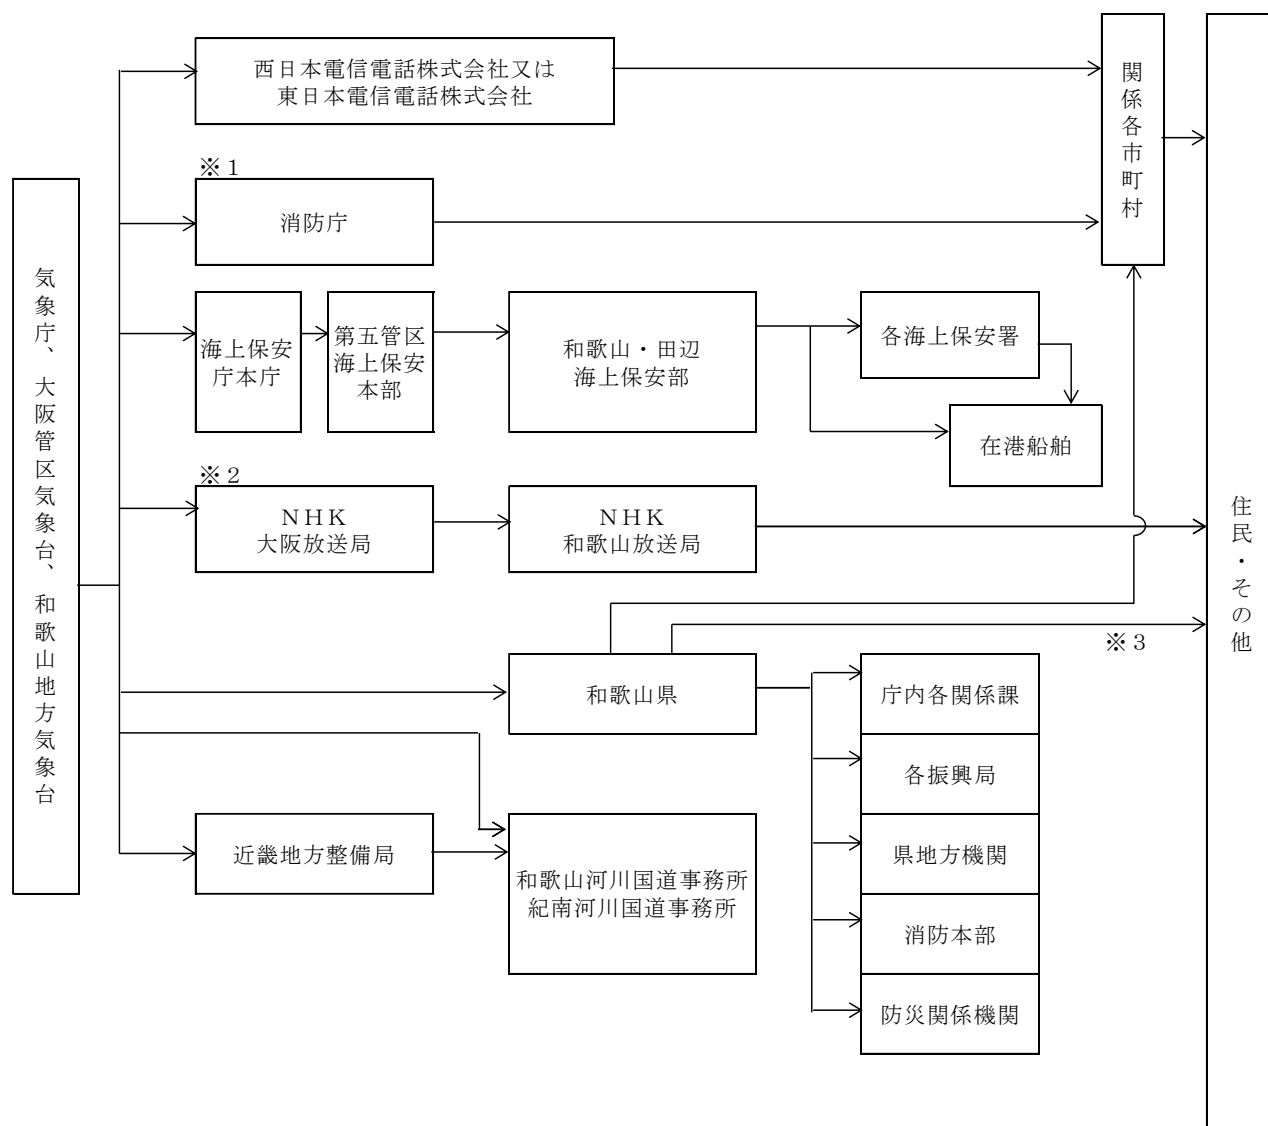 西日本電信電話株式会社又は
東日本電信電話株式会社
関係各市町村
※1
消防庁
気象庁、大阪管区気象台、和歌山地方気象台
海上保安
庁本庁
第五管区
海上保安
本部
和歌山・田辺
海上保安部
各海上保安署
在港船舶
※2
ＮＨＫ
大阪放送局
ＮＨＫ
和歌山放送局
住民・その他
※3
和歌山県
庁内各関係課
各振興局
近畿地方整備局
和歌山河川国道事務所
紀南河川国道事務所
県地方機関
消防本部
防災関係機関